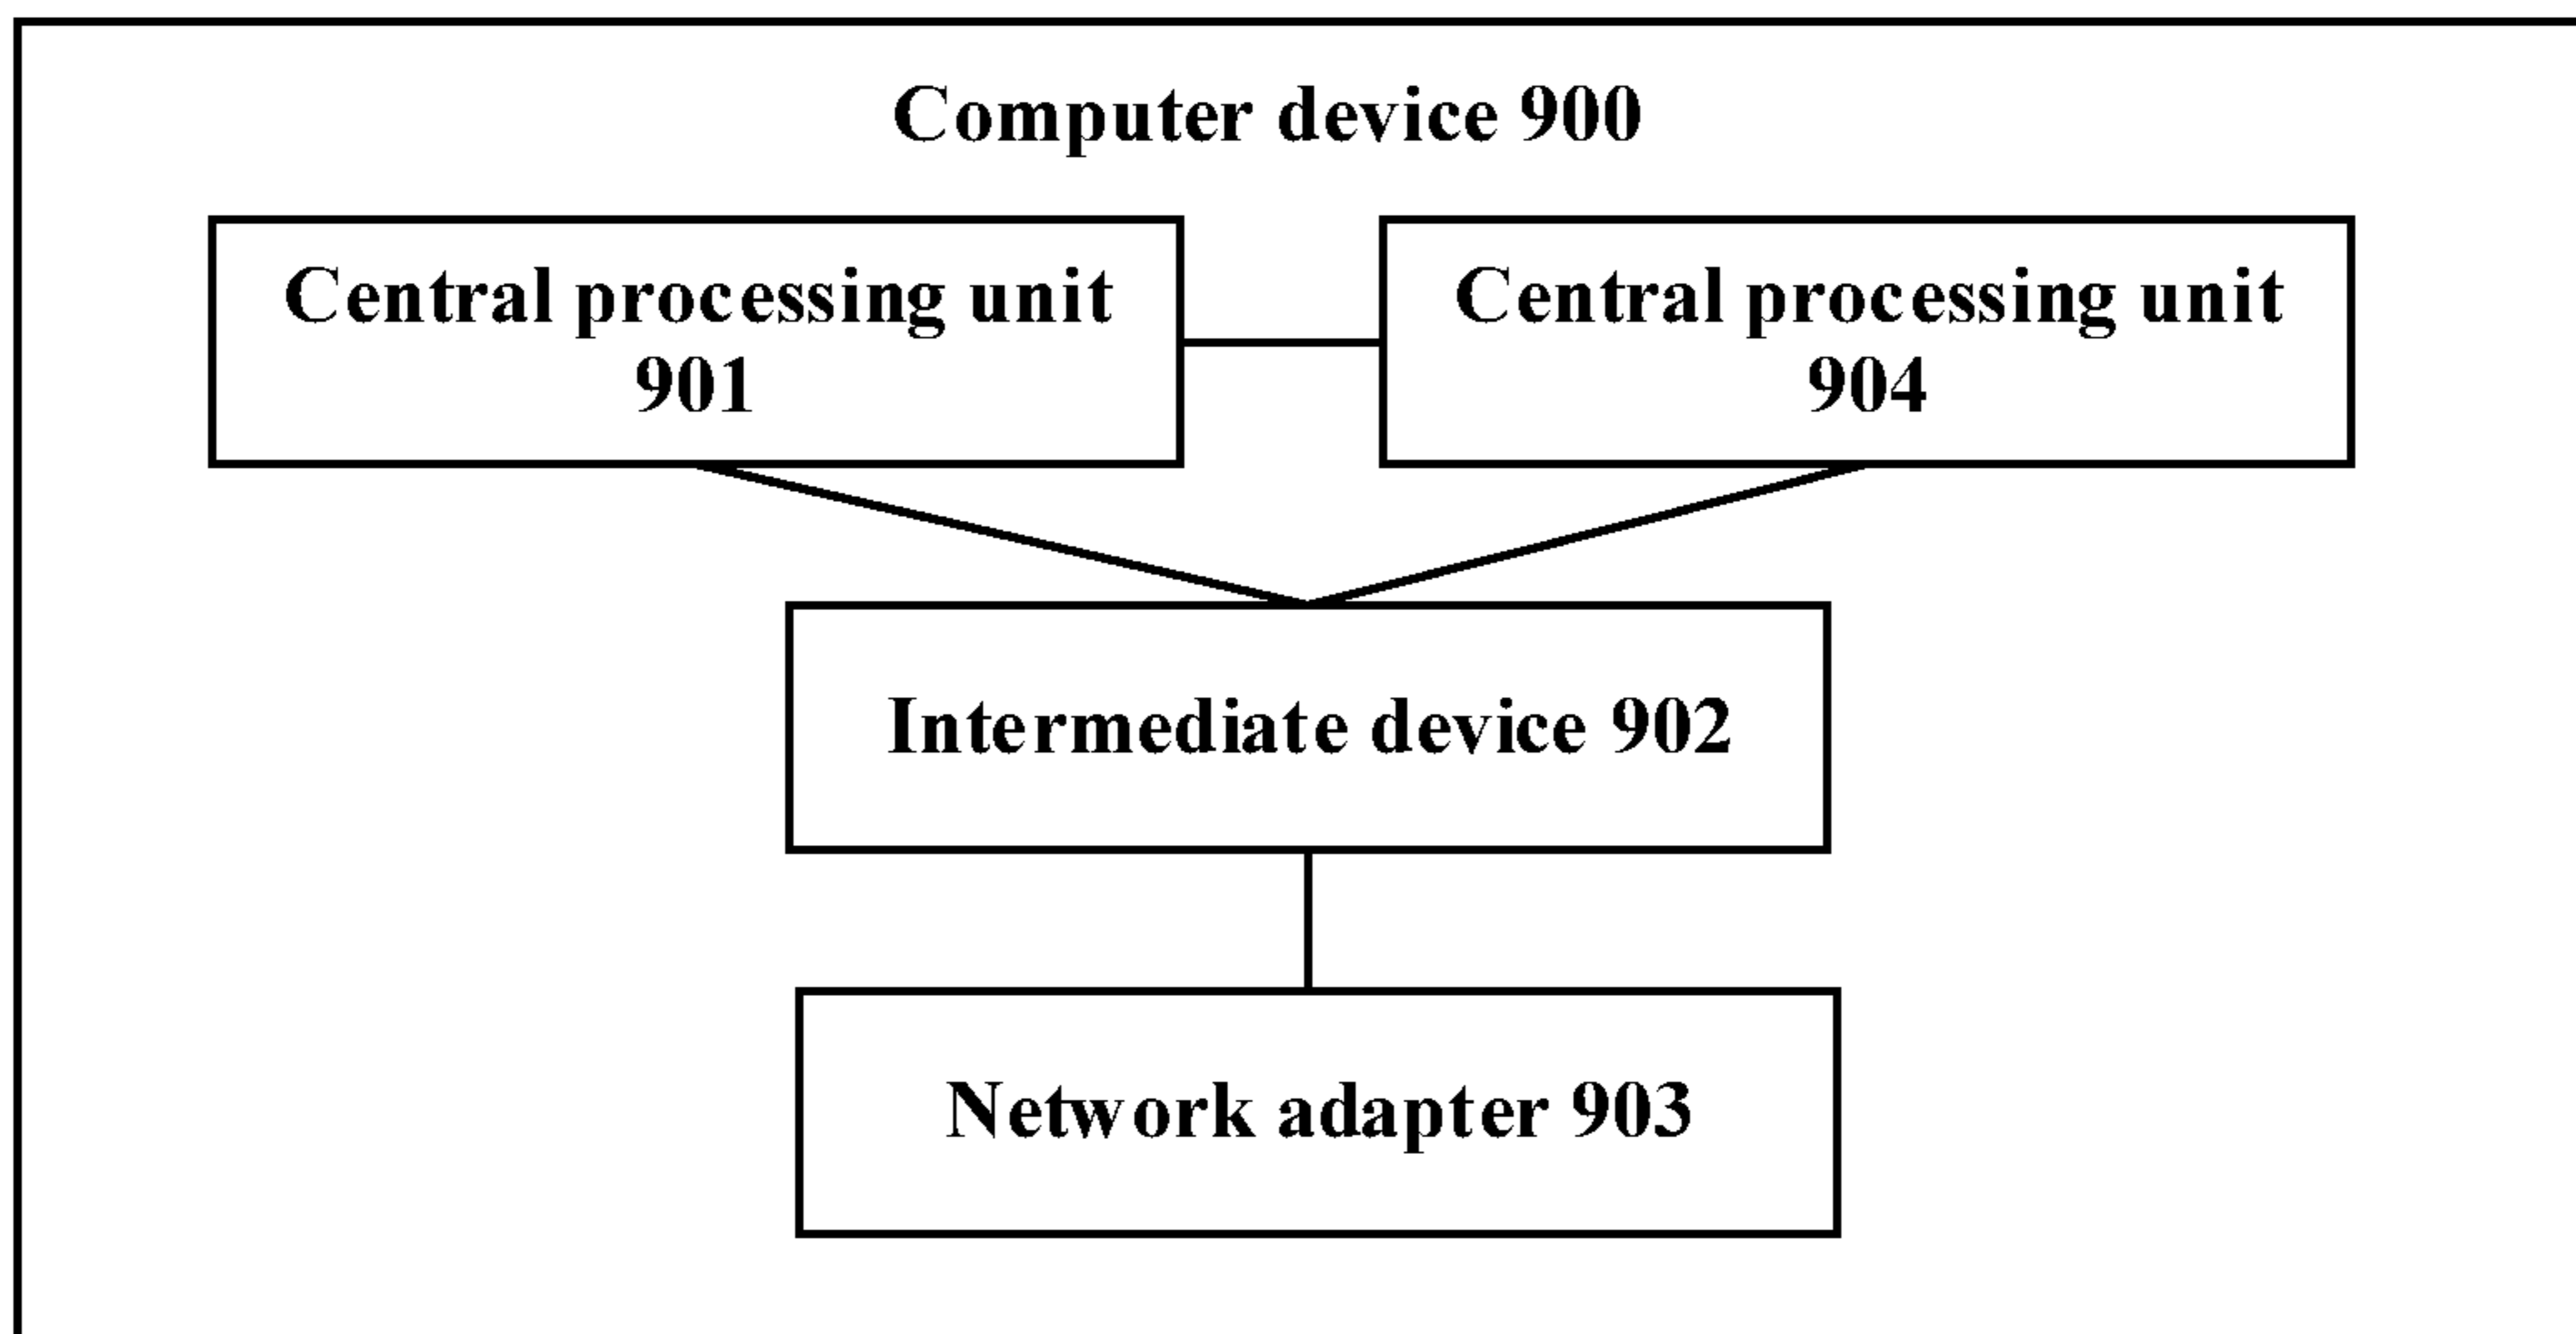 Computer device 900
Central processing unit
901
Central processing unit
904
Intermediate device 902
Network adapter 903